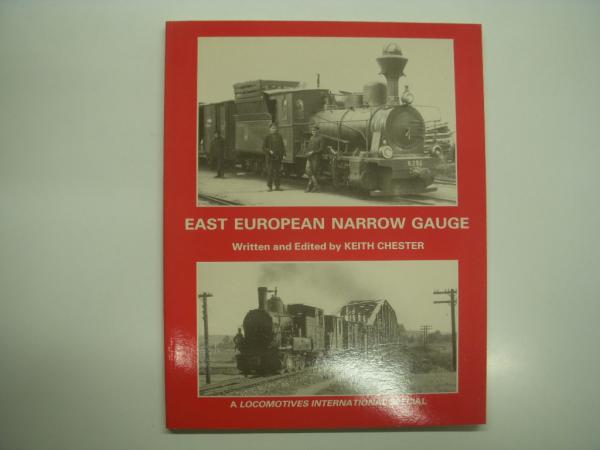 EAST EUROPEAN NARROW GAUGE
Written and Edited by KEITH CHESTER
A LOCOMOTIVES INTERNATIONAL SPECIAL